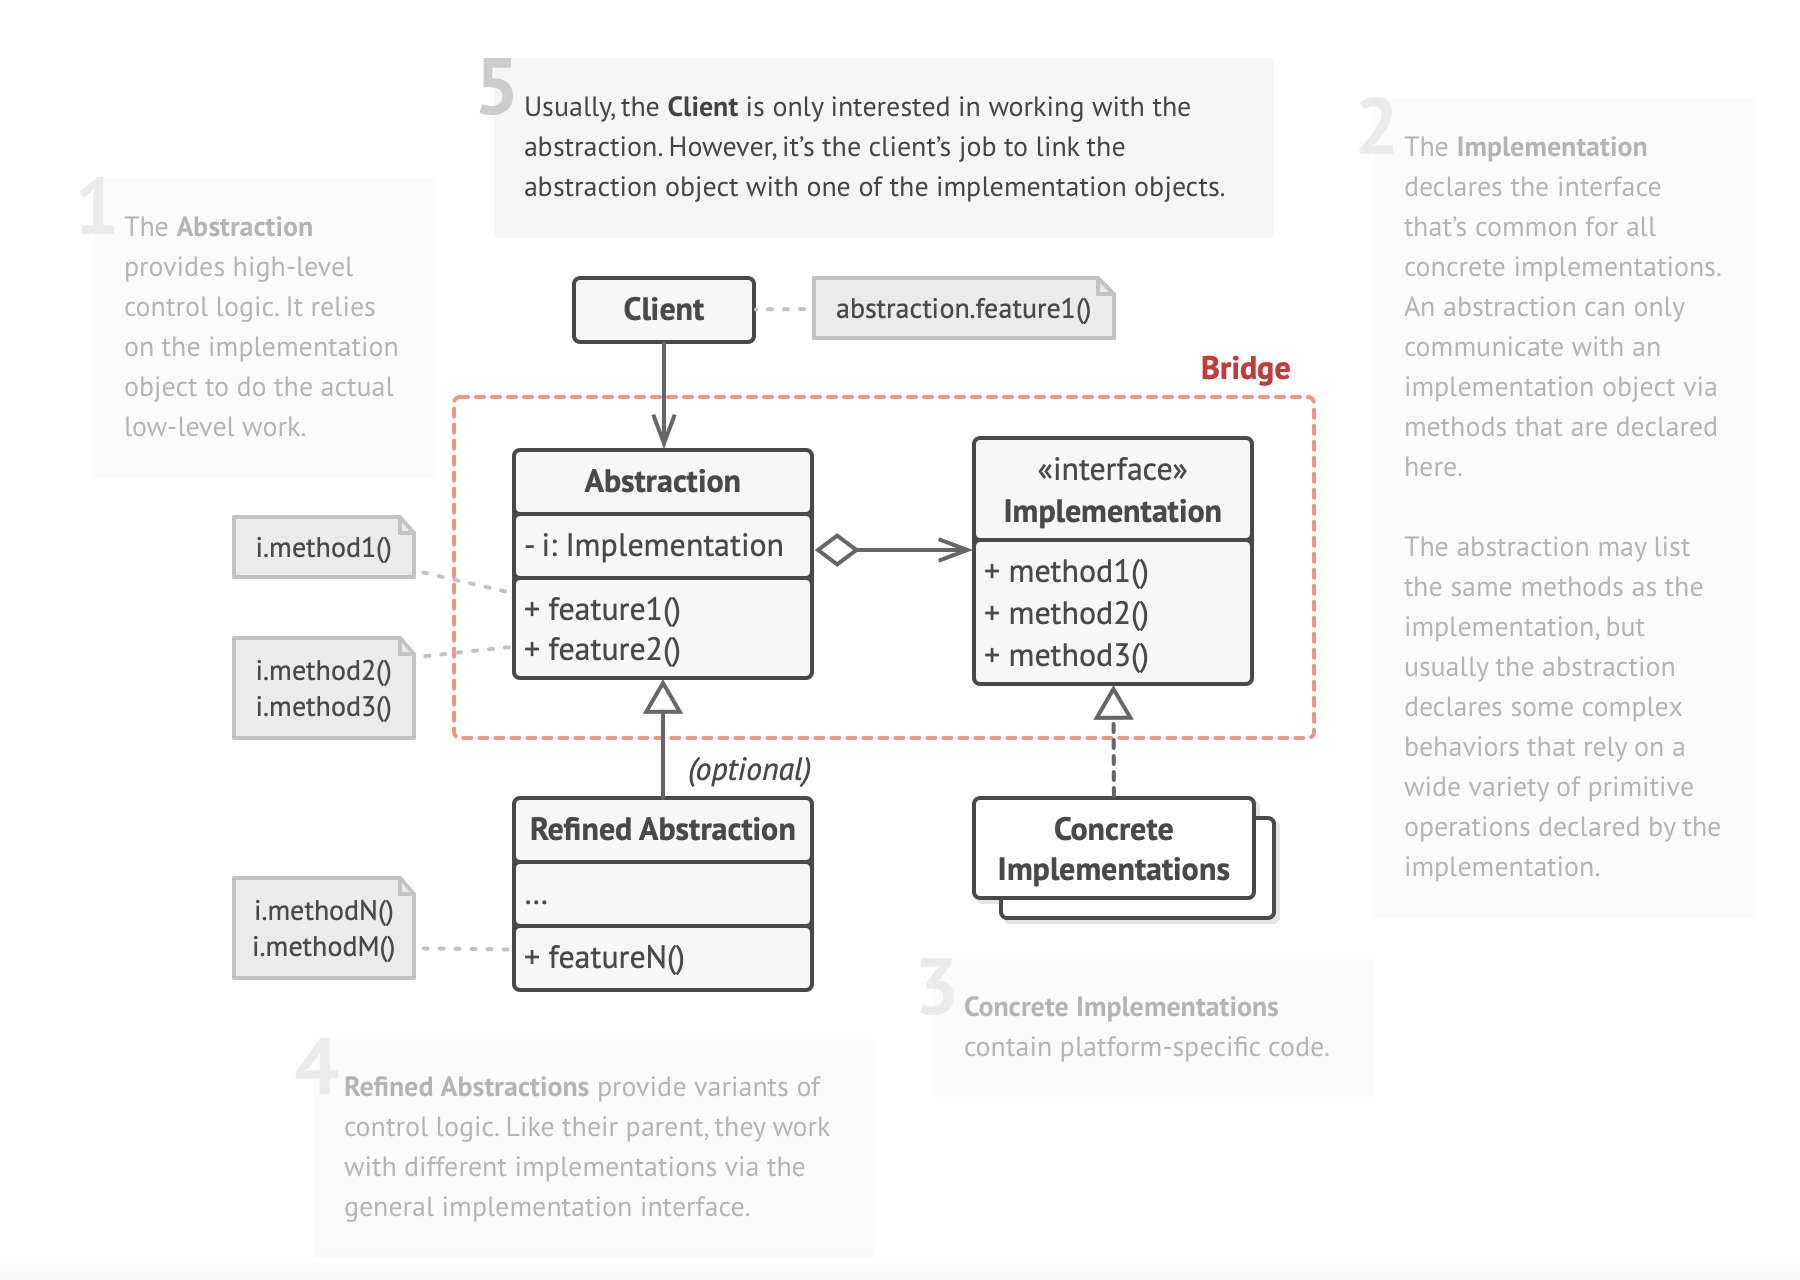 5
Usually, the Client is only interested in working with the
abstraction. However, it’s the client’s job to link the
abstraction object with one of the implementation objects.
1
The Abstraction
provides high-level
control logic. It relies
on the implementation
object to do the actual
low-level work.
2
The Implementation
declares the interface
that’s common for all
concrete implementations.
An abstraction can only
communicate with an
implementation object via
methods that are declared
here.
The abstraction may list
the same methods as the
implementation, but
usually the abstraction
declares some complex
behaviors that rely on a
wide variety of primitive
operations declared by the
implementation.
Client
abstraction.feature1()
Bridge
Abstraction
- i: Implementation
+ feature1()
+ feature2()
i.method1()
i.method2()
i.method3()
«interface»
Implementation
+ method1()
+ method2()
+ method3()
(optional)
Refined Abstraction
...
+ featureN()
i.methodN()
i.methodM()
Concrete
Implementations
3
Concrete Implementations
contain platform-specific code.
4
Refined Abstractions provide variants of
control logic. Like their parent, they work
with different implementations via the
general implementation interface.